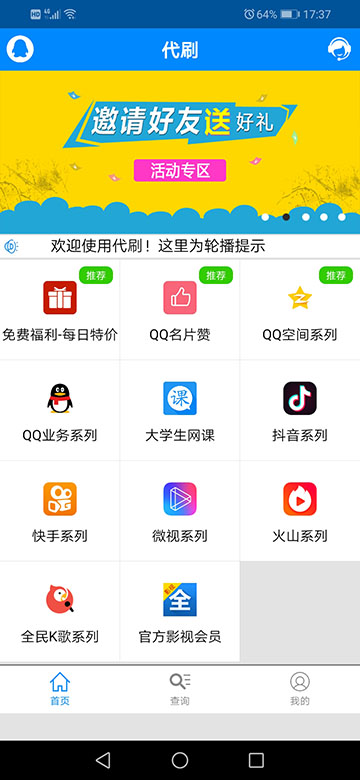 HD 4G 64% 17:37
代刷
邀请好友送好礼
活动专区
欢迎使用代刷！这里为轮播提示
推荐 推荐 推荐
免费福利-每日特价 QQ名片赞 QQ空间系列
课
QQ业务系列 大学生网课 抖音系列
快手系列 微视系列 火山系列
全
全民K歌系列 官方影视会员
首页 查询 我的